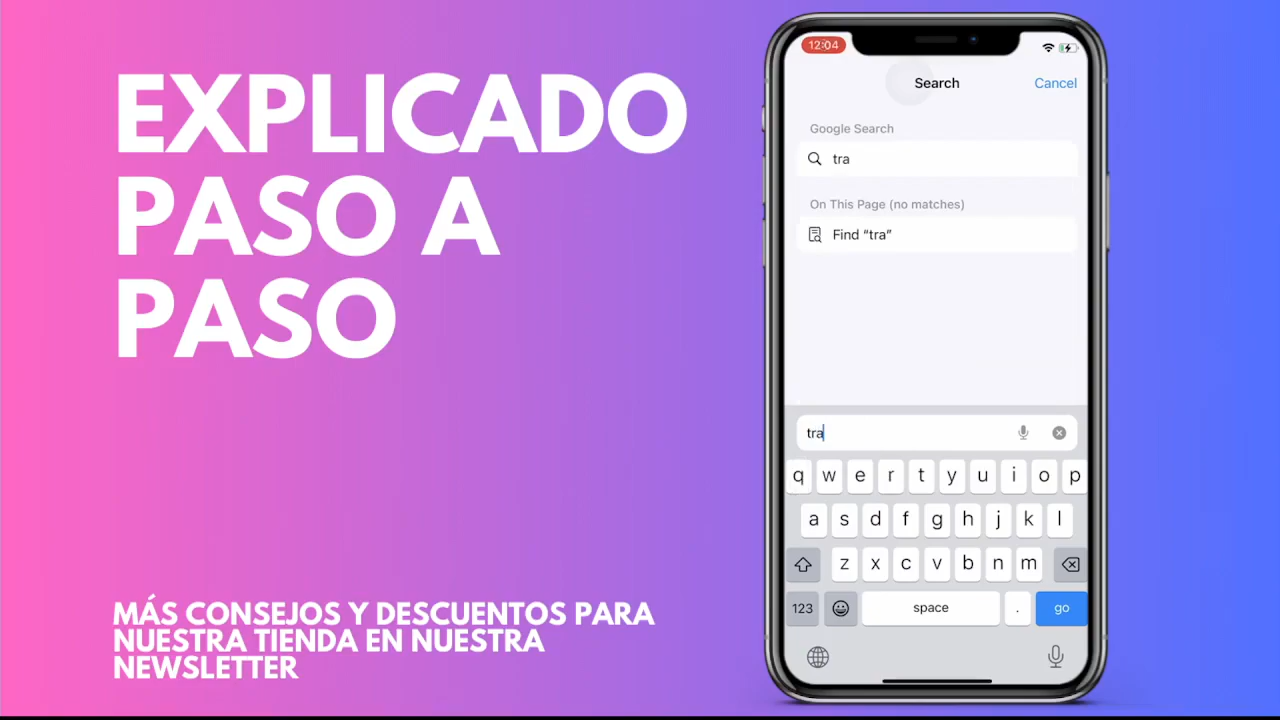 EXPLICADO
PASO A
PASO
MÁS CONSEJOS Y DESCUENTOS PARA
NUESTRA TIENDA EN NUESTRA
NEWSLETTER
12:04
Search
Cancel
Google Search
tra
On This Page (no matches)
Find “tra”
tra
q w e r t y u i o p
a s d f g h j k l
z x c v b n m
123 space . go